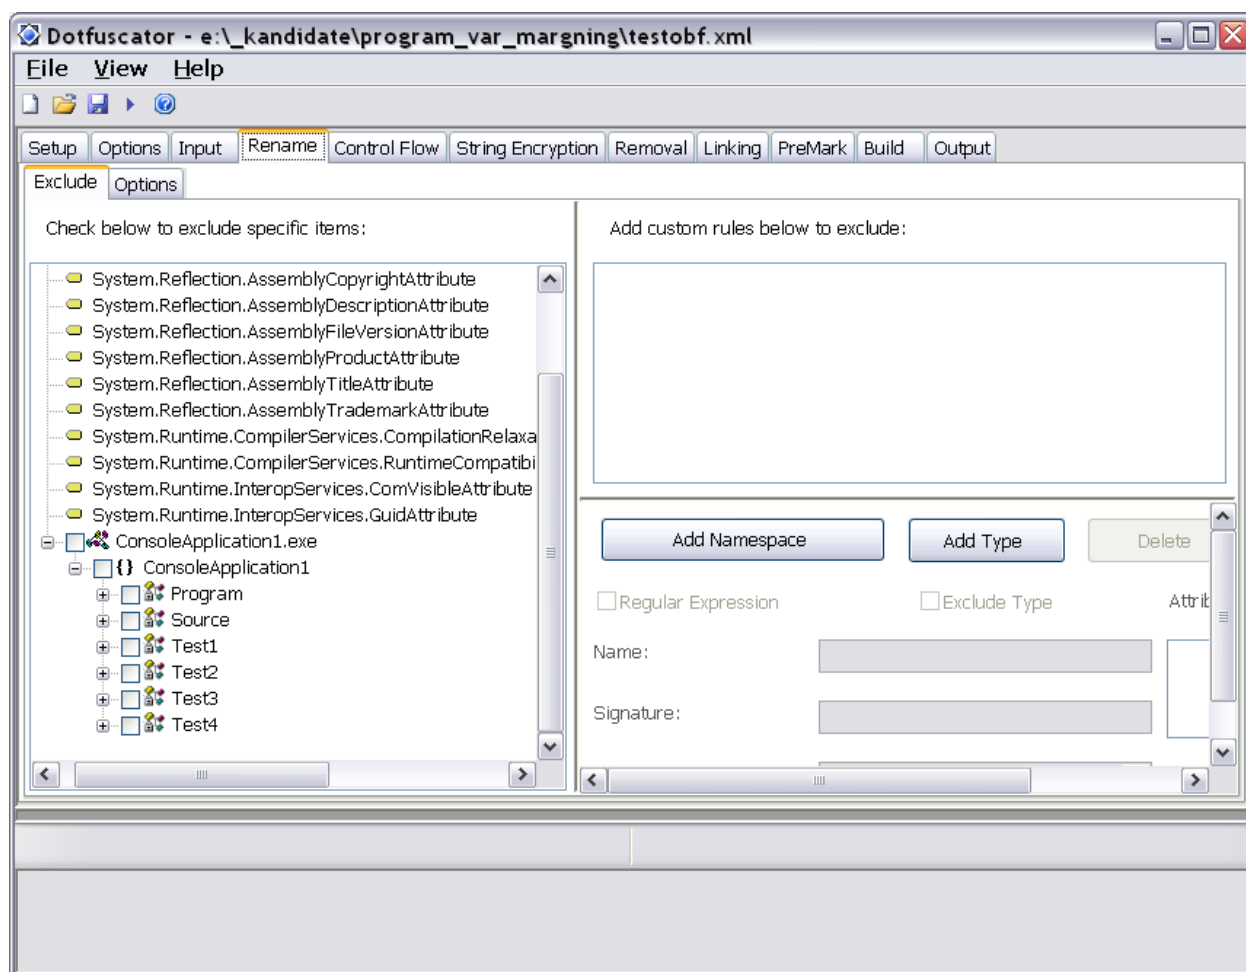 Dotfuscator - e:\_kandidate\program_var_margning\testobf.xml
File View Help
Setup Options Input Rename Control Flow String Encryption Removal Linking PreMark Build Output
Exclude Options
Check below to exclude specific items:
System.Reflection.AssemblyCopyrightAttribute
System.Reflection.AssemblyDescriptionAttribute
System.Reflection.AssemblyFileVersionAttribute
System.Reflection.AssemblyProductAttribute
System.Reflection.AssemblyTitleAttribute
System.Reflection.AssemblyTrademarkAttribute
System.Runtime.CompilerServices.CompilationRelaxa
System.Runtime.CompilerServices.RuntimeCompatibi
System.Runtime.InteropServices.ComVisibleAttribute
System.Runtime.InteropServices.GuidAttribute
ConsoleApplication1.exe
{} ConsoleApplication1
Program
Source
Test1
Test2
Test3
Test4
Add custom rules below to exclude:
Add Namespace Add Type Delete
Regular Expression Exclude Type Attrib
Name:
Signature: